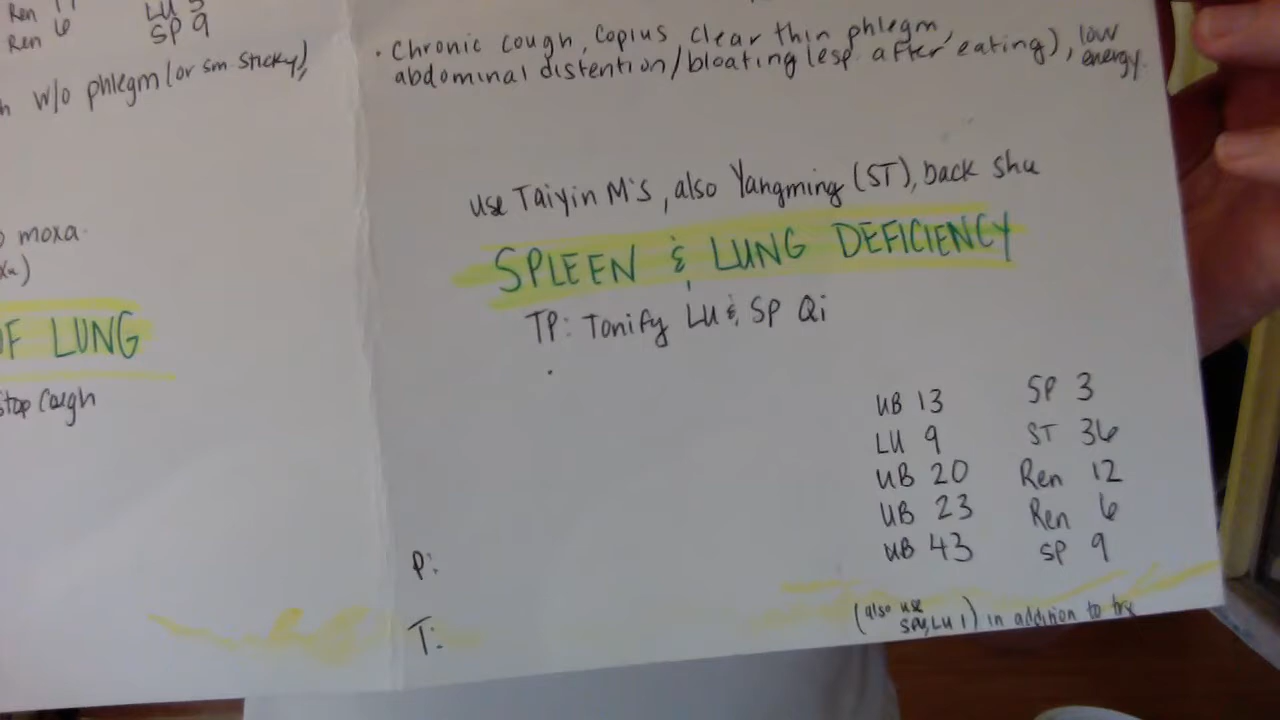 Ren
Ren 6
LU
SP 9
w/o phlegm (or sm sticky),
moxa
OF LUNG
Stop Cough
· Chronic cough, Copius clear thin phlegm,
abdominal distention/bloating (esp. after eating), low energy.
use Taiyin M's, also Yangming (ST), back shu
SPLEEN & LUNG DEFICIENCY
TP: Tonify LU & SP Qi
UB 13 SP 3
LU 9 ST 36
UB 20 Ren 12
UB 23 Ren 6
UB 43 SP 9
P:
T:
(also use
LU 1) in addition to